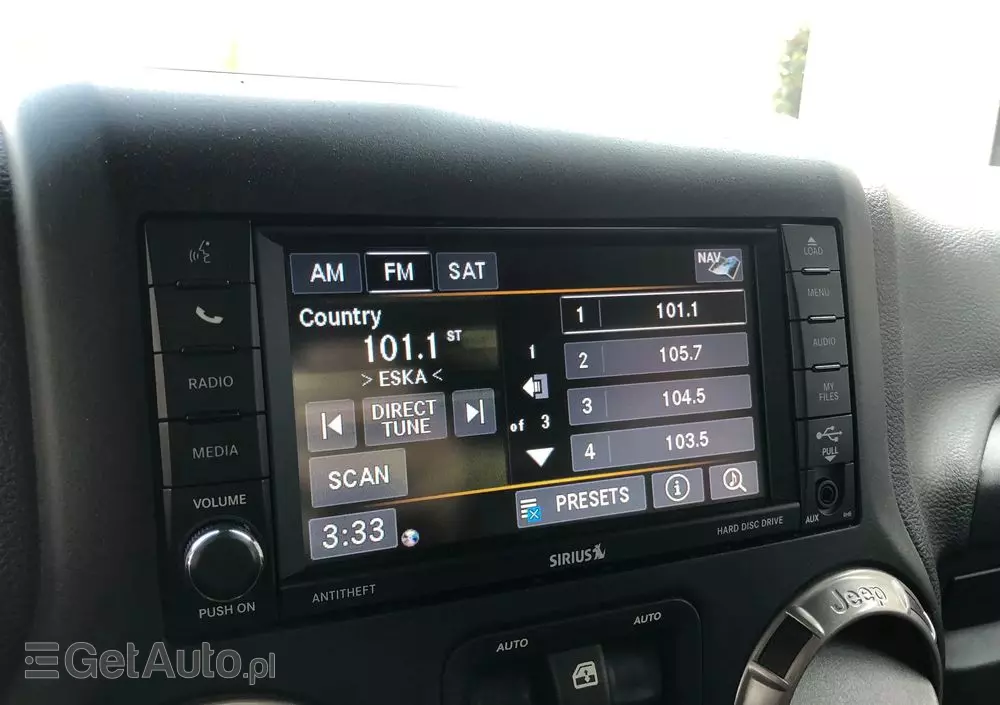 AM FM SAT NAV
Country
101.1 ST
>ESKA<
DIRECT
TUNE
SCAN
3:33
1
of 3
1 101.1
2 105.7
3 104.5
4 103.5
PRESETS
RADIO
MEDIA
VOLUME
PUSH ON
ANTITHEFT
SIRIUS
HARD DISC DRIVE
LOAD
MENU
AUDIO
MY
FILES
PULL
AUX
AUTO
AUTO
Jeep
GetAuto.pl